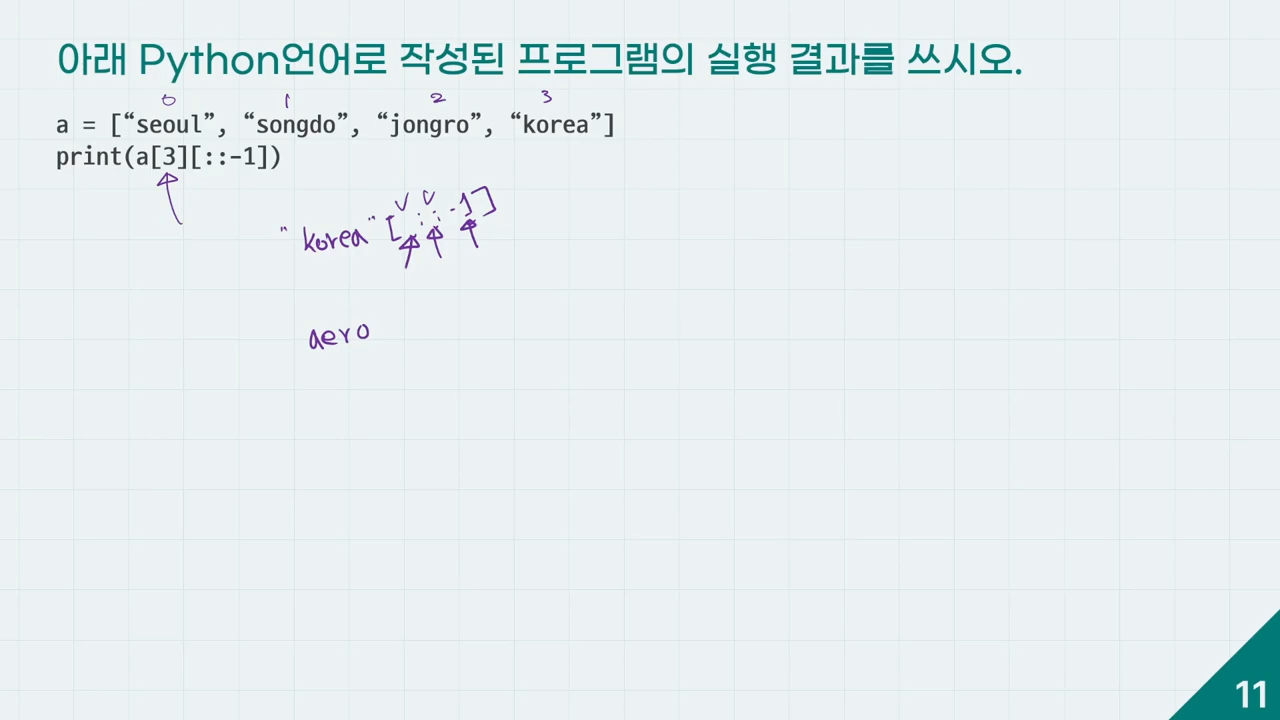 아래 Python언어로 작성된 프로그램의 실행 결과를 쓰시오.
0 1 2 3
a = [“seoul”, “songdo”, “jongro”, “korea”]
print(a[3][::-1])
"korea"[::-1]
aero
11